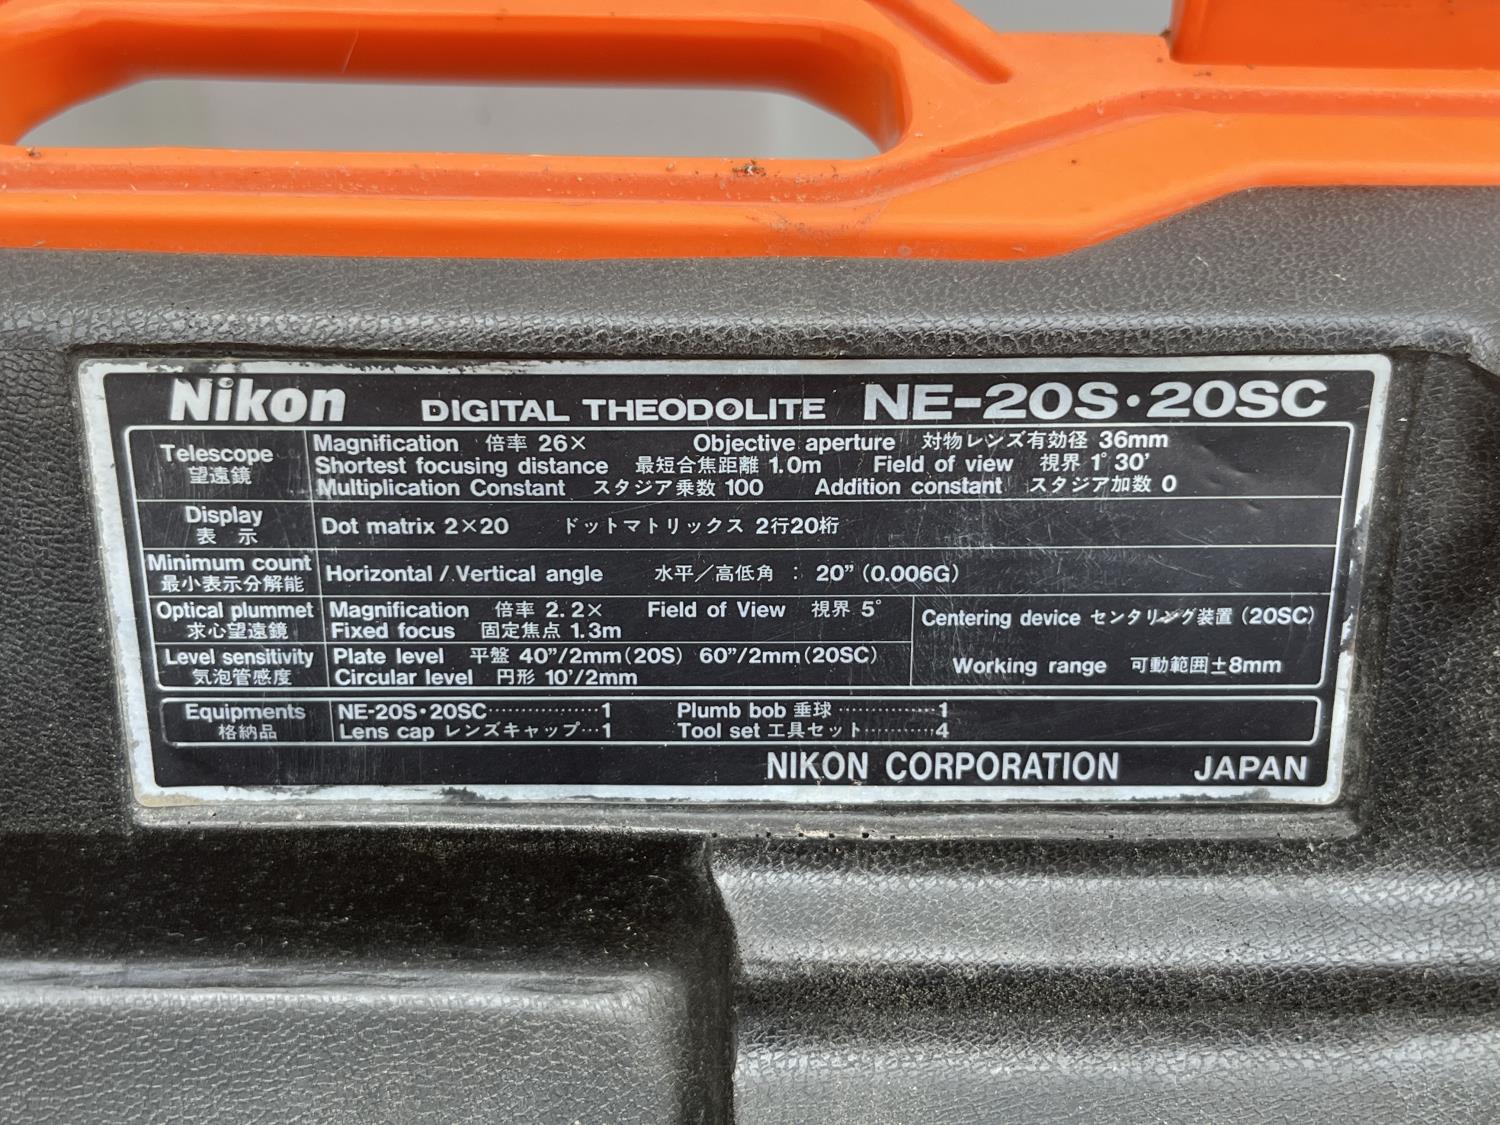 Nikon DIGITAL THEODOLITE NE-20S・20SC
Telescope
望遠鏡
Magnification 倍率 26× Objective aperture 対物レンズ有効径 36mm
Shortest focusing distance 最短合焦距離 1.0m Field of view 視界 1°30′
Multiplication Constant スタジア乗数 100 Addition constant スタジア加数 0
Display
表 示
Dot matrix 2×20 ドットマトリックス 2行20桁
Minimum count
最小表示分解能
Horizontal / Vertical angle 水平/高低角 : 20” (0.006G)
Optical plummet
求心望遠鏡
Magnification 倍率 2.2× Field of View 視界 5°
Fixed focus 固定焦点 1.3m
Centering device センタリング装置 (20SC)
Working range 可動範囲±8mm
Level sensitivity
気泡管感度
Plate level 平盤 40”/2mm(20S) 60”/2mm(20SC)
Circular level 円形 10’/2mm
Equipments
格納品
NE-20S・20SC·················1 Plumb bob 垂球···············1
Lens cap レンズキャップ···1 Tool set 工具セット···········4
NIKON CORPORATION JAPAN